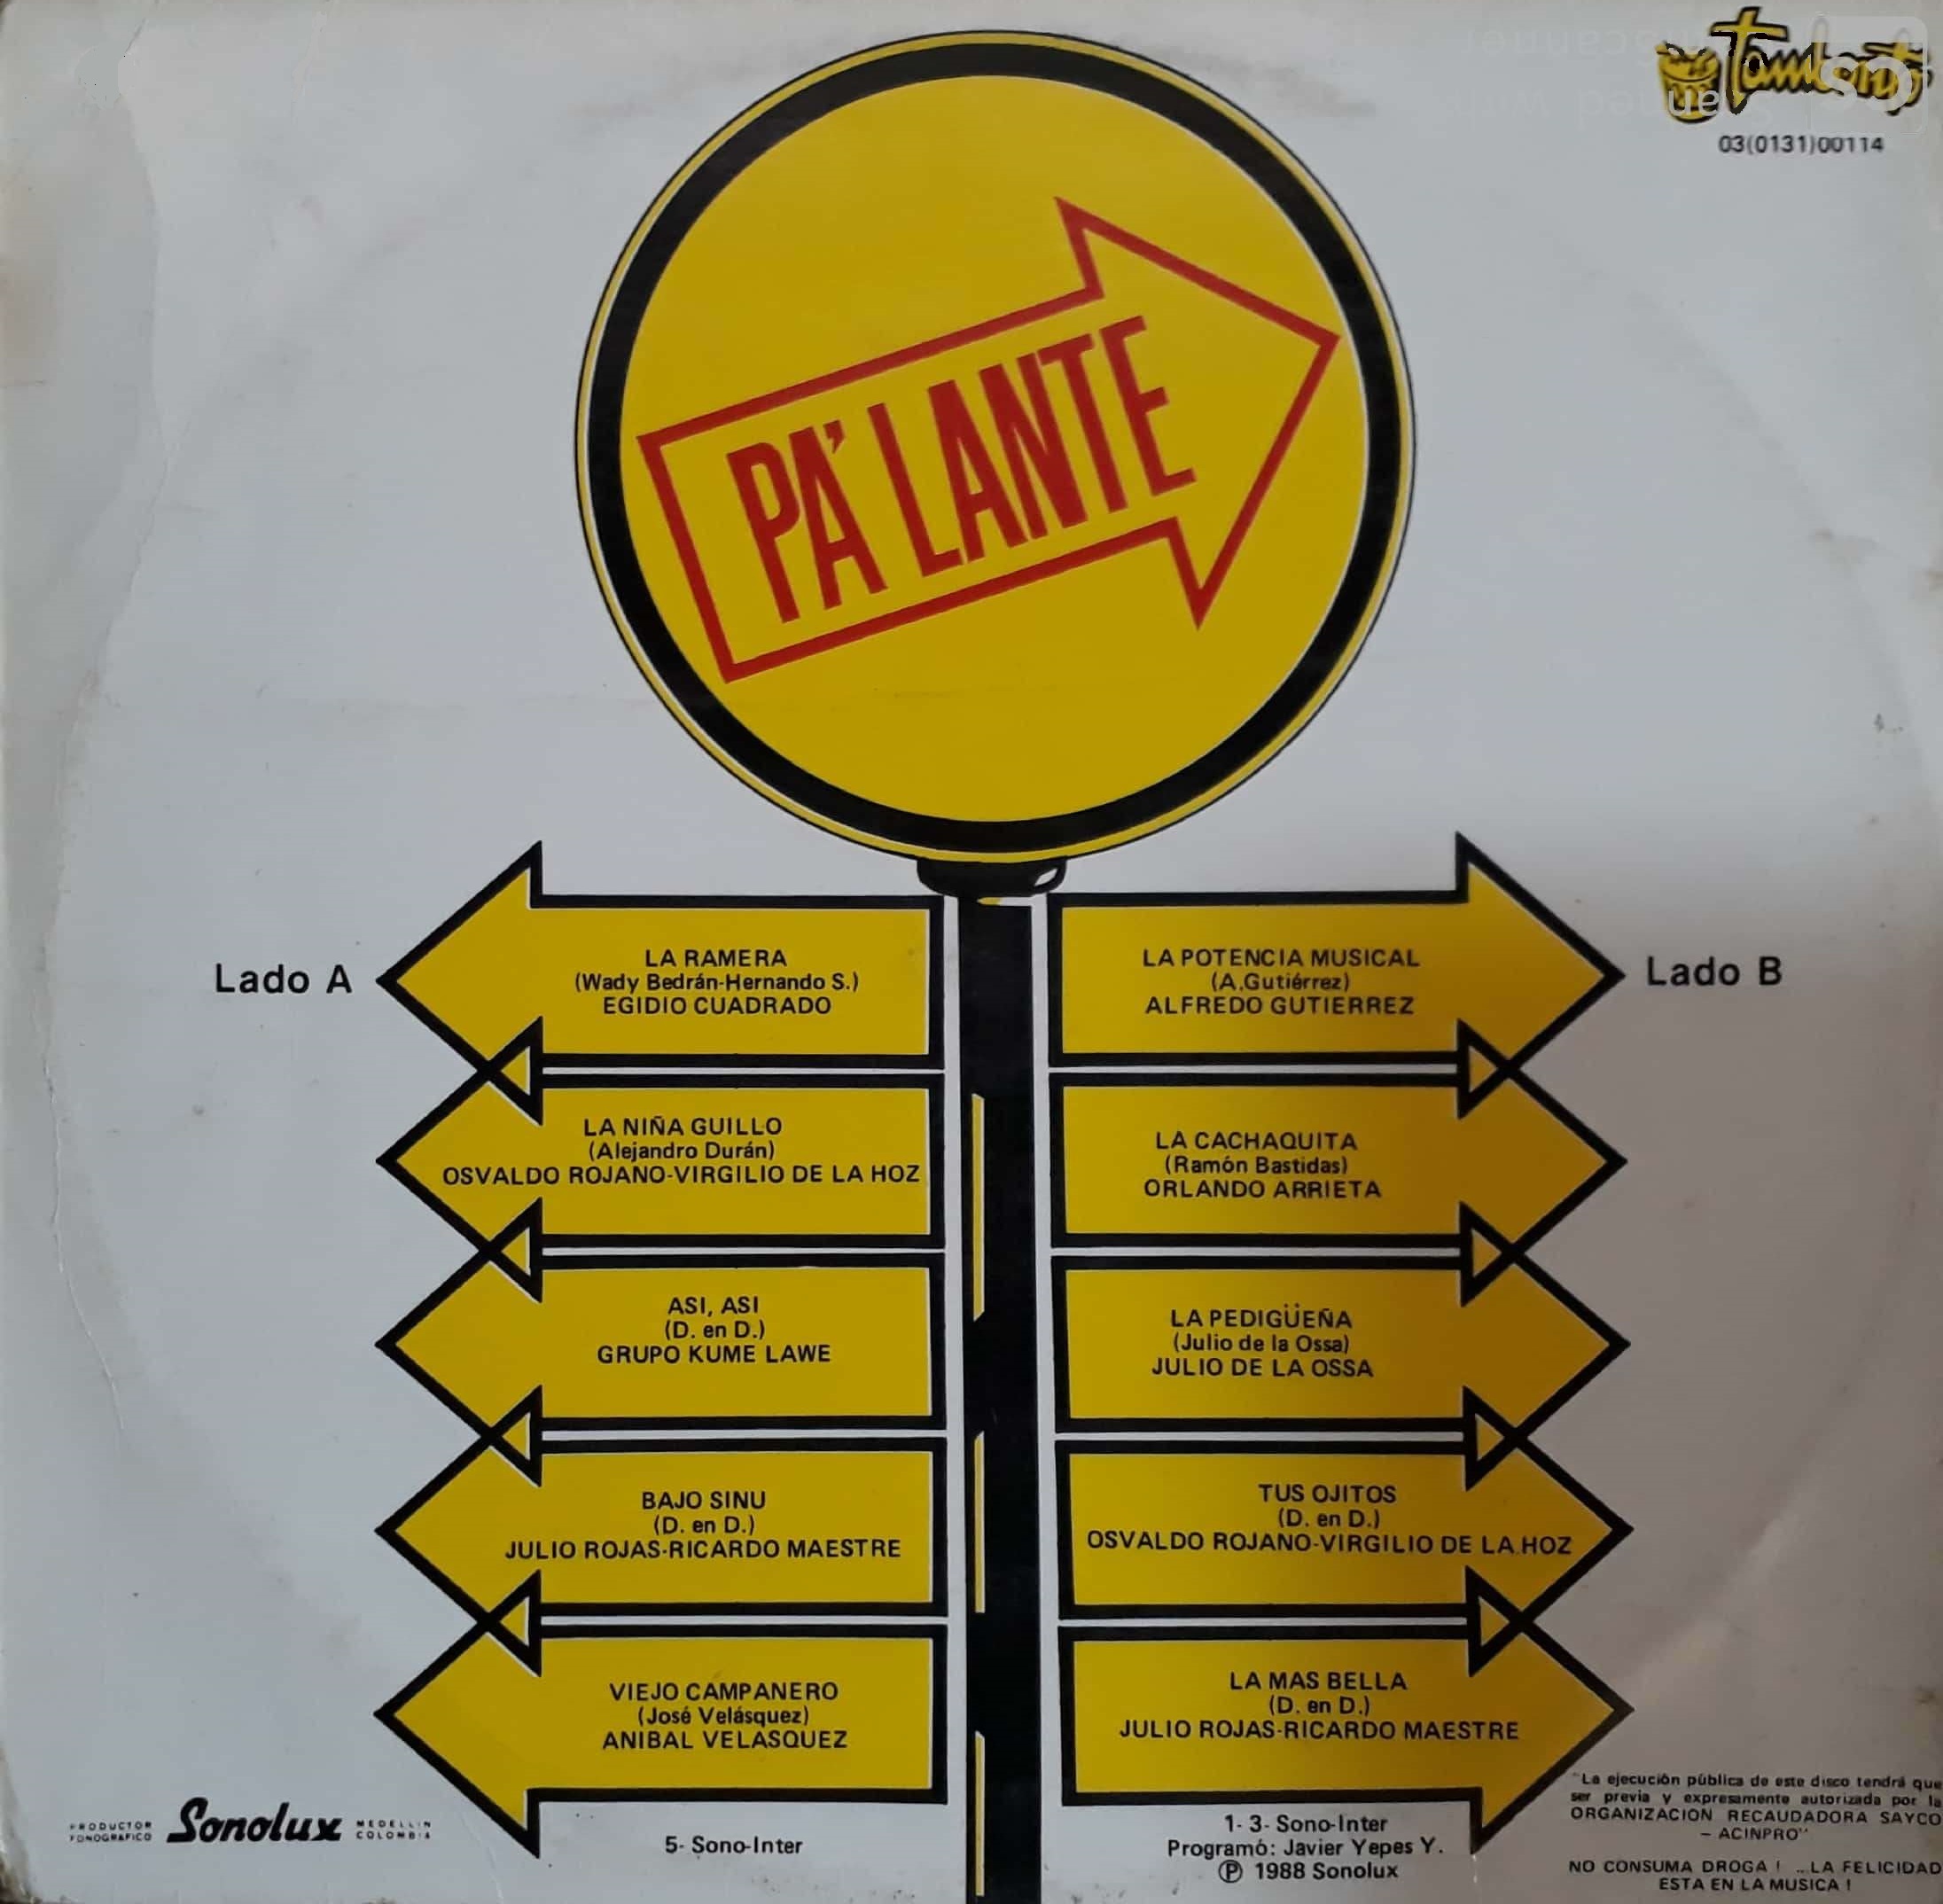 Tambonito
03(0131)00114
PA' LANTE
Lado A
LA RAMERA
(Wady Bedrán-Hernando S.)
EGIDIO CUADRADO
LA NIÑA GUILLO
(Alejandro Durán)
OSVALDO ROJANO-VIRGILIO DE LA HOZ
ASI, ASI
(D. en D.)
GRUPO KUME LAWE
BAJO SINU
(D. en D.)
JULIO ROJAS-RICARDO MAESTRE
VIEJO CAMPANERO
(José Velásquez)
ANIBAL VELASQUEZ
Lado B
LA POTENCIA MUSICAL
(A.Gutiérrez)
ALFREDO GUTIERREZ
LA CACHAQUITA
(Ramón Bastidas)
ORLANDO ARRIETA
LA PEDIGÜEÑA
(Julio de la Ossa)
JULIO DE LA OSSA
TUS OJITOS
(D. en D.)
OSVALDO ROJANO-VIRGILIO DE LA HOZ
LA MAS BELLA
(D. en D.)
JULIO ROJAS-RICARDO MAESTRE
PRODUCTOR
FONOGRAFICO
Sonolux
MEDELLIN
COLOMBIA
5- Sono-Inter
1- 3- Sono-Inter
Programó: Javier Yepes Y.
Ⓟ 1988 Sonolux
"La ejecución pública de este disco tendrá que
ser previa y expresamente autorizada por la
ORGANIZACION RECAUDADORA SAYCO
– ACINPRO"
NO CONSUMA DROGA ! ...LA FELICIDAD
ESTA EN LA MUSICA !